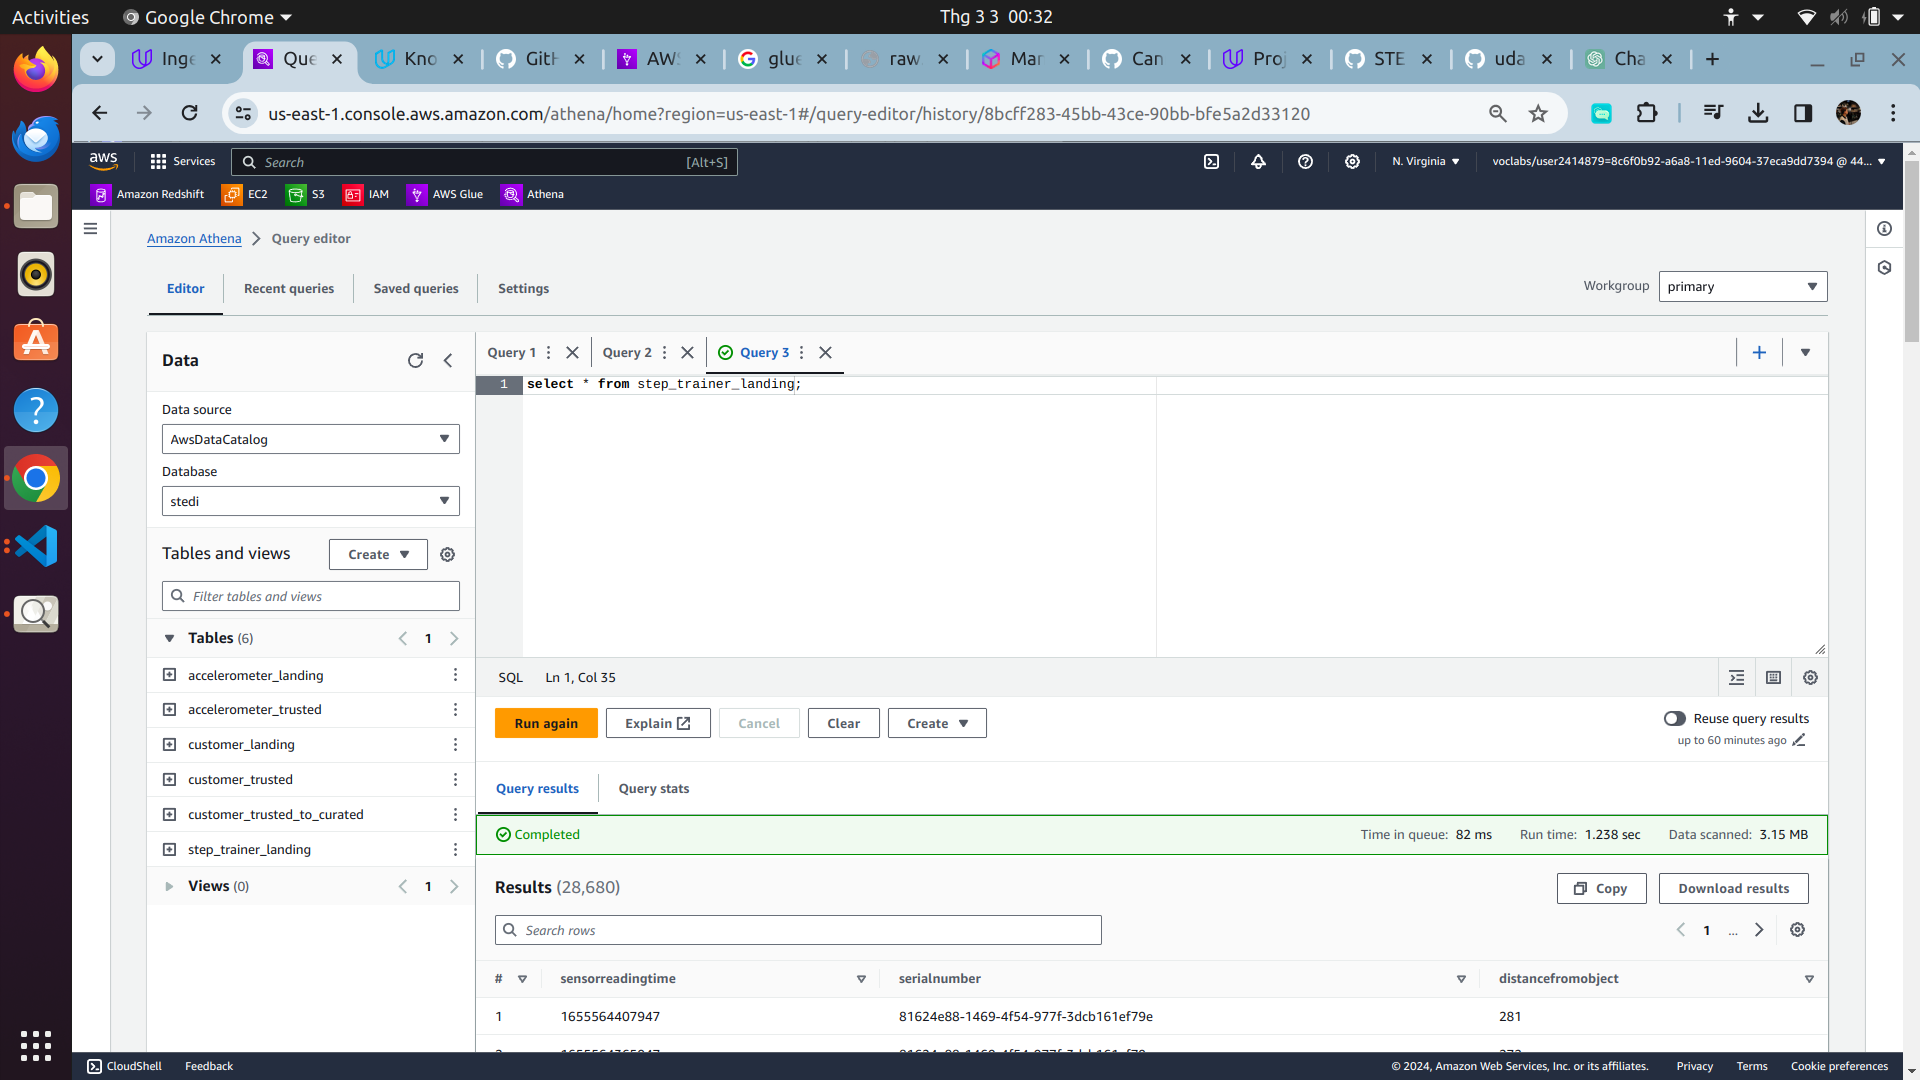 Activities
Google Chrome
Thg 3 3 00:32
Inge
Que
Kno
GitH
AWS
glue
raw
Mar
Can
Proj
STE
uda
Cha
us-east-1.console.aws.amazon.com/athena/home?region=us-east-1#/query-editor/history/8bcff283-45bb-43ce-90bb-bfe5a2d33120
aws
Services
Search
[Alt+S]
N. Virginia
voclabs/user2414879=8c6f0b92-a6a8-11ed-9604-37eca9dd7394 @ 44...
Amazon Redshift
EC2
S3
IAM
AWS Glue
Athena
Amazon Athena
Query editor
Editor
Recent queries
Saved queries
Settings
Workgroup
primary
Data
Data source
AwsDataCatalog
Database
stedi
Tables and views
Create
Filter tables and views
Tables (6)
1
accelerometer_landing
accelerometer_trusted
customer_landing
customer_trusted
customer_trusted_to_curated
step_trainer_landing
Views (0)
1
Query 1
Query 2
Query 3
1
select * from step_trainer_landing;
SQL
Ln 1, Col 35
Run again
Explain
Cancel
Clear
Create
Reuse query results
up to 60 minutes ago
Query results
Query stats
Completed
Time in queue: 82 ms
Run time: 1.238 sec
Data scanned: 3.15 MB
Results (28,680)
Copy
Download results
Search rows
1
...
#
sensorreadingtime
serialnumber
distancefromobject
1
1655564407947
81624e88-1469-4f54-977f-3dcb161ef79e
281
CloudShell
Feedback
© 2024, Amazon Web Services, Inc. or its affiliates.
Privacy
Terms
Cookie preferences